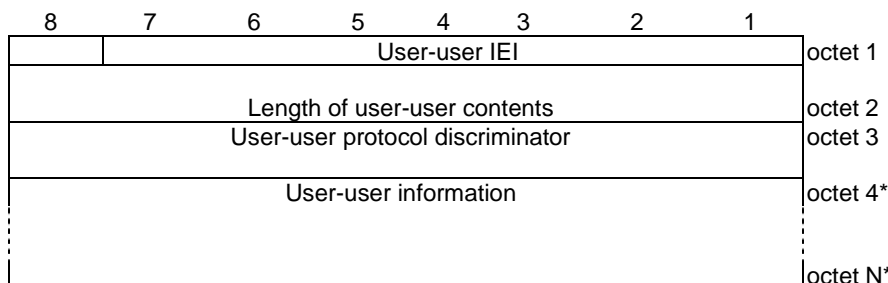 8 7 6 5 4 3 2 1
User-user IEI octet 1
Length of user-user contents octet 2
User-user protocol discriminator octet 3
User-user information octet 4*
octet N*